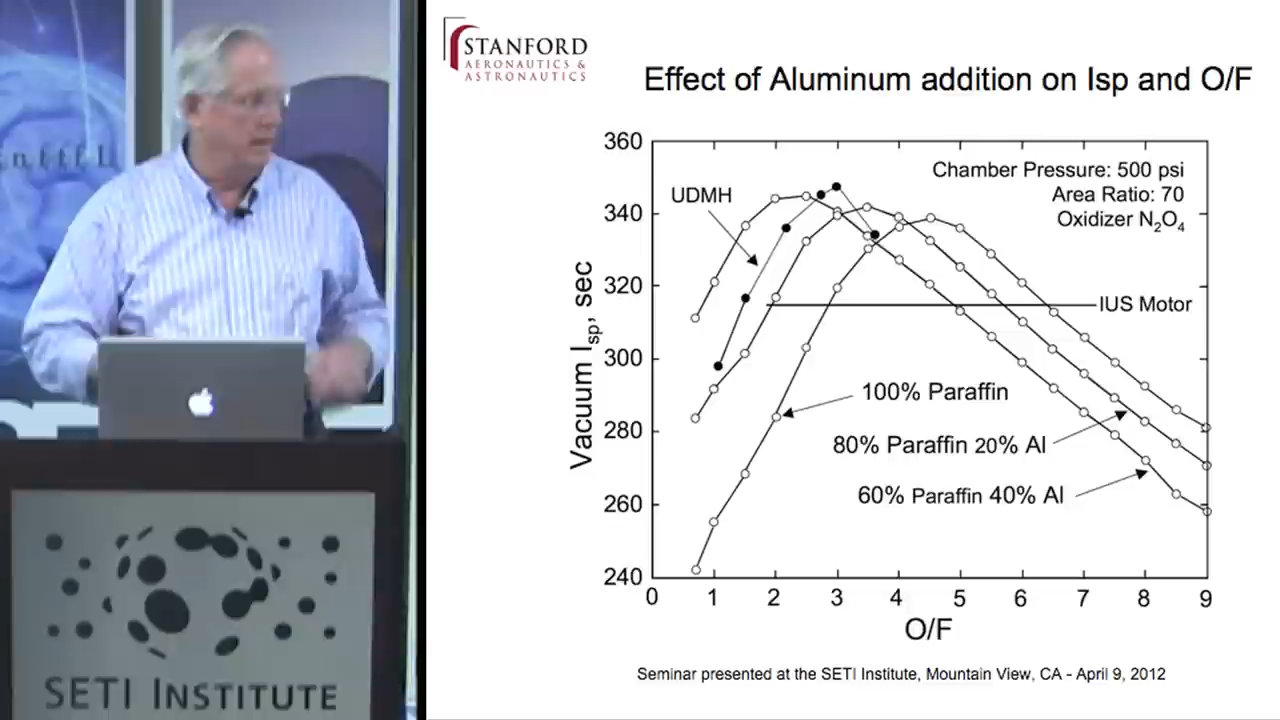 STANFORD
AERONAUTICS &
ASTRONAUTICS
Effect of Aluminum addition on Isp and O/F
360
340
320
300
280
260
240
Vacuum Isp, sec
Chamber Pressure: 500 psi
Area Ratio: 70
Oxidizer N₂O₄
UDMH
IUS Motor
100% Paraffin
80% Paraffin 20% Al
60% Paraffin 40% Al
0 1 2 3 4 5 6 7 8 9
O/F
Seminar presented at the SETI Institute, Mountain View, CA - April 9, 2012
SETI INSTITUTE